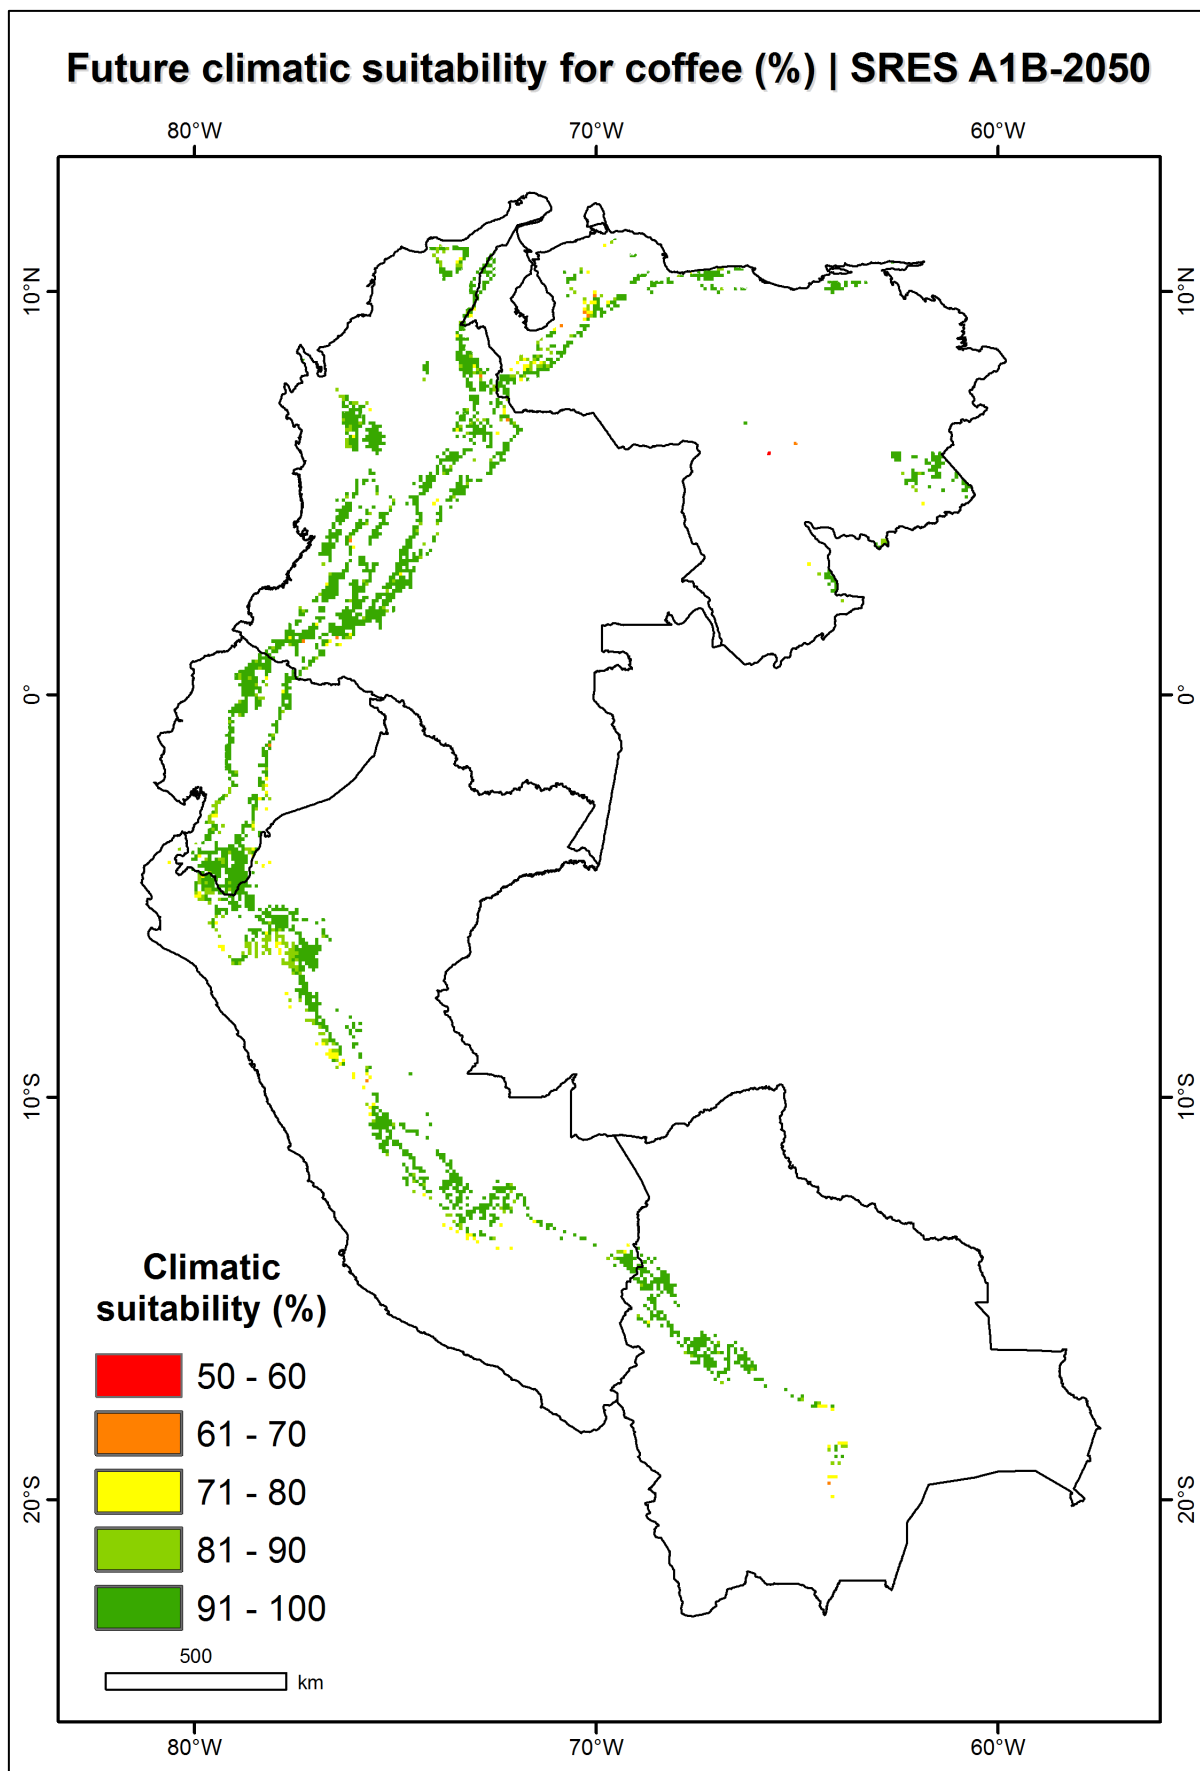 Future climatic suitability for coffee (%) | SRES A1B-2050
80°W 70°W 60°W
10°N 10°N
0° 0°
10°S 10°S
20°S 20°S
Climatic
suitability (%)
50 - 60
61 - 70
71 - 80
81 - 90
91 - 100
500
km
80°W 70°W 60°W